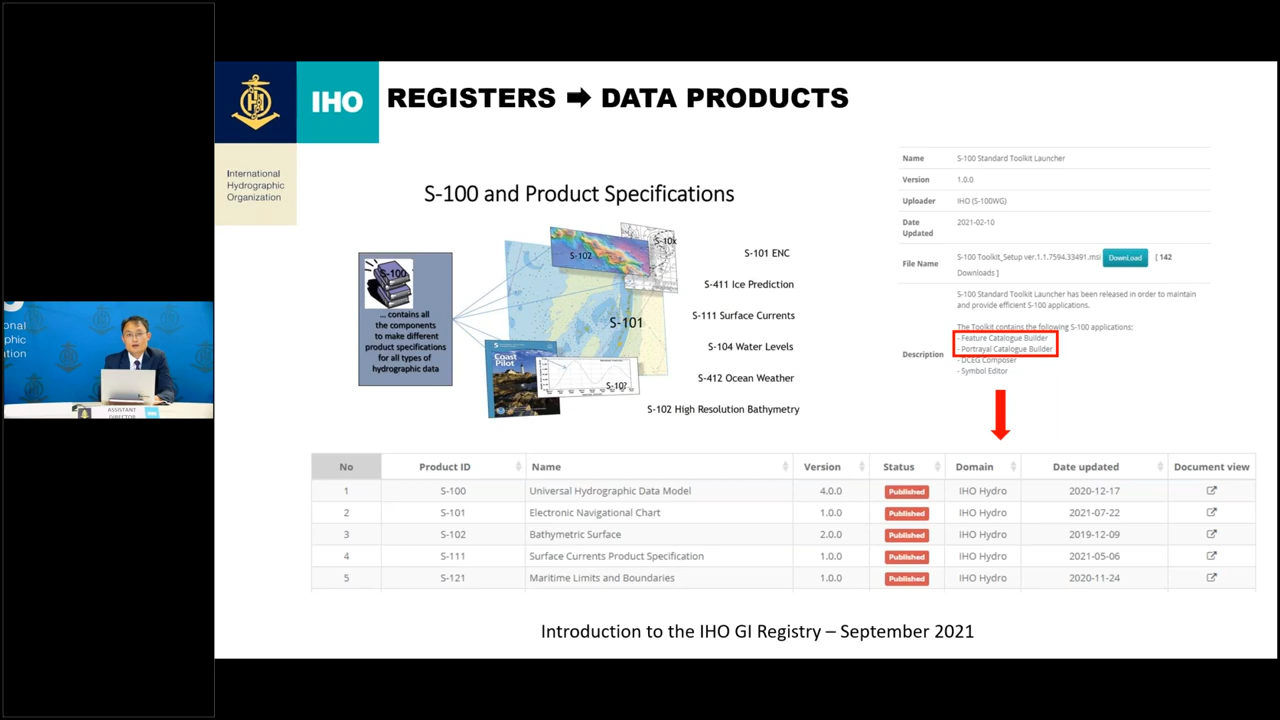 IHO
REGISTERS ➡ DATA PRODUCTS
International
Hydrographic
Organization
S-100 and Product Specifications
S-100
... contains all
the components
to make different
product specifications
for all types of
hydrographic data
S-102
S-10x
S-101
Coast
Pilot
S-10?
S-101 ENC
S-411 Ice Prediction
S-111 Surface Currents
S-104 Water Levels
S-412 Ocean Weather
S-102 High Resolution Bathymetry
Name S-100 Standard Toolkit Launcher
Version 1.0.0
Uploader IHO (S-100WG)
Date
Updated 2021-02-10
File Name S-100 Toolkit_Setup ver.1.1.7594.33491.msi DownLoad [ 142
Downloads ]
Description
S-100 Standard Toolkit Launcher has been released in order to maintain
and provide efficient S-100 applications.
The Toolkit contains the following S-100 applications:
- Feature Catalogue Builder
- Portrayal Catalogue Builder
- DCEG Composer
- Symbol Editor
No Product ID Name Version Status Domain Date updated Document view
1 S-100 Universal Hydrographic Data Model 4.0.0 Published IHO Hydro 2020-12-17
2 S-101 Electronic Navigational Chart 1.0.0 Published IHO Hydro 2021-07-22
3 S-102 Bathymetric Surface 2.0.0 Published IHO Hydro 2019-12-09
4 S-111 Surface Currents Product Specification 1.0.0 Published IHO Hydro 2021-05-06
5 S-121 Maritime Limits and Boundaries 1.0.0 Published IHO Hydro 2020-11-24
Introduction to the IHO GI Registry – September 2021
onal
graphic
ation
ASSISTANT
DIRECTOR
IHO